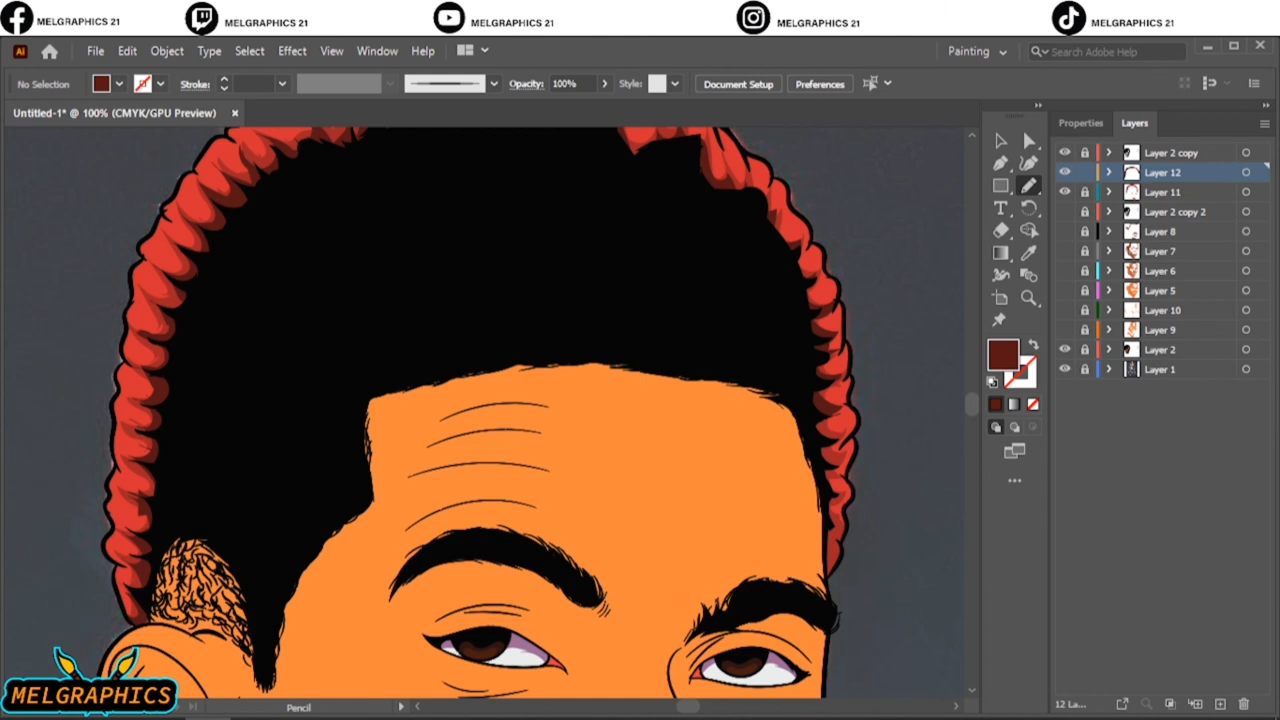 MELGRAPHICS 21
MELGRAPHICS 21
MELGRAPHICS 21
MELGRAPHICS 21
MELGRAPHICS 21
Ai File Edit Object Type Select Effect View Window Help Painting Search Adobe Help
No Selection Stroke: Opacity: 100% Style: Document Setup Preferences
Untitled-1* @ 100% (CMYK/GPU Preview)
Properties Layers
Layer 2 copy
Layer 12
Layer 11
Layer 2 copy 2
Layer 8
Layer 7
Layer 6
Layer 5
Layer 10
Layer 9
Layer 2
Layer 1
MELGRAPHICS
Pencil
12 La...